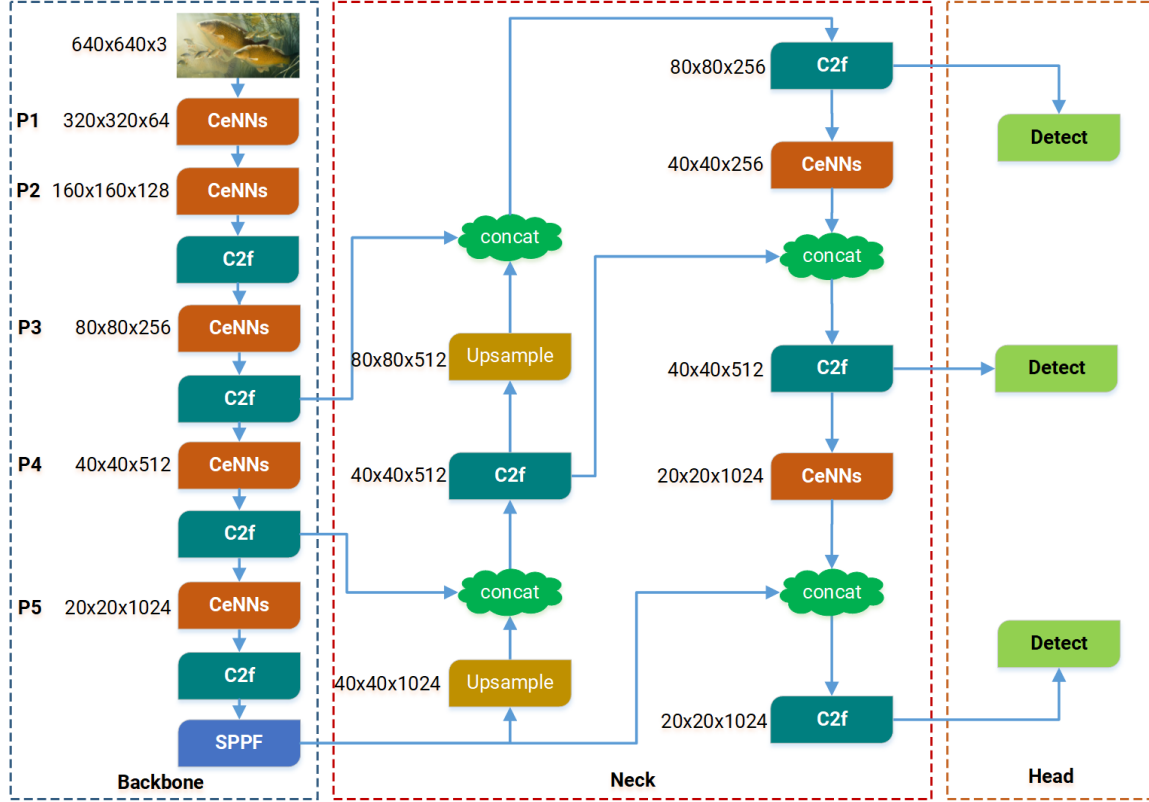 640x640x3
P1 320x320x64 CeNNs
P2 160x160x128 CeNNs
C2f
P3 80x80x256 CeNNs
C2f
P4 40x40x512 CeNNs
C2f
P5 20x20x1024 CeNNs
C2f
SPPF
Backbone
concat
80x80x512 Upsample
40x40x512 C2f
concat
40x40x1024 Upsample
80x80x256 C2f
40x40x256 CeNNs
concat
40x40x512 C2f
20x20x1024 CeNNs
concat
20x20x1024 C2f
Neck
Detect
Detect
Detect
Head